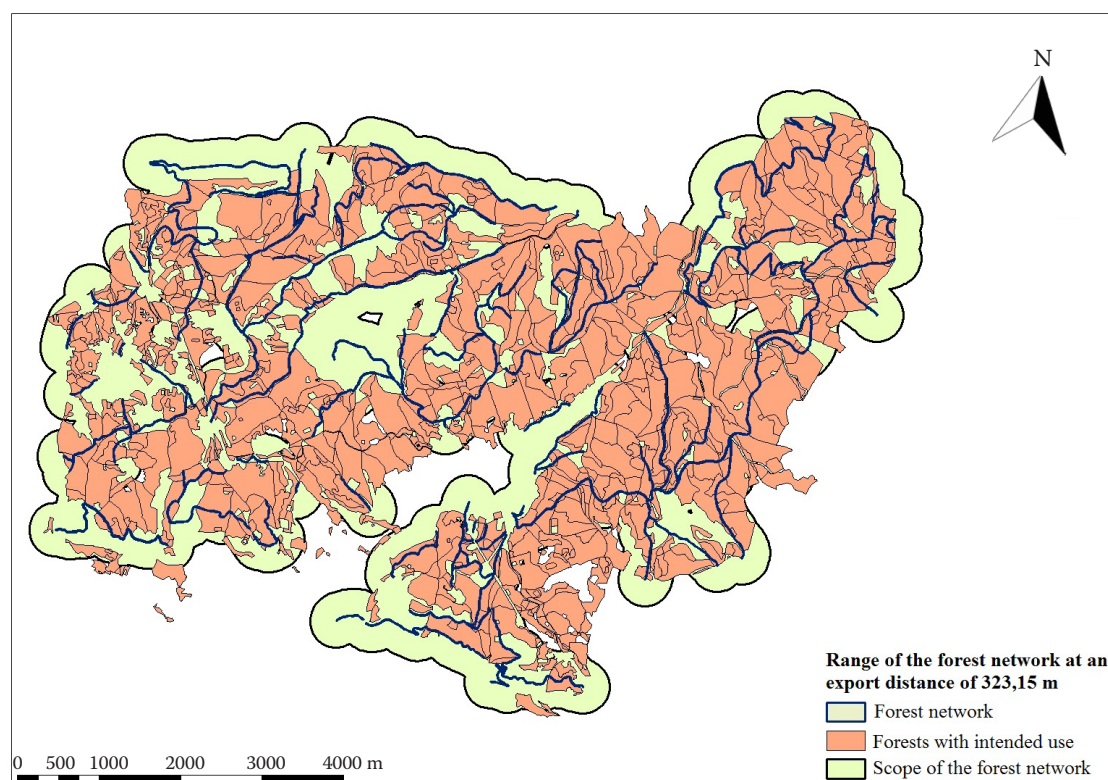 N
Range of the forest network at an
export distance of 323,15 m
Forest network
Forests with intended use
Scope of the forest network
0 500 1000 2000 3000 4000 m